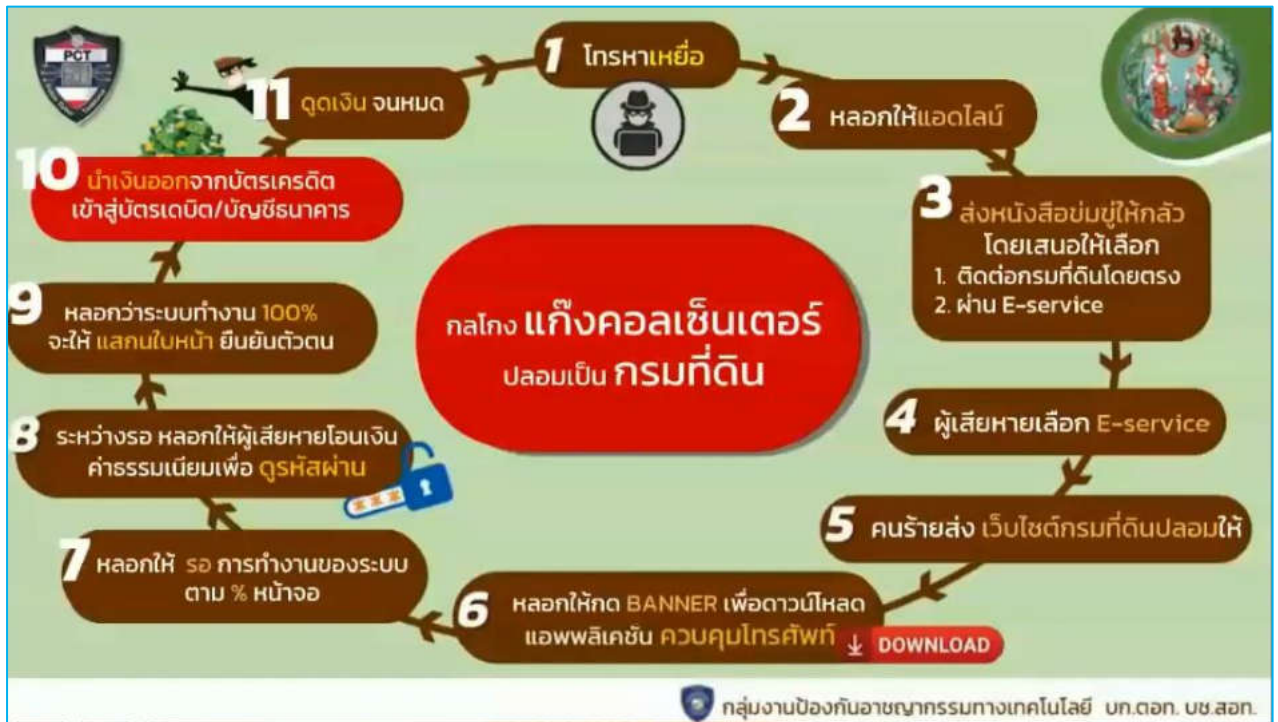 PCT
กลโกง แก๊งคอลเซ็นเตอร์
ปลอมเป็น กรมที่ดิน
1 โทรหาเหยื่อ
2 หลอกให้แอดไลน์
3 ส่งหนังสือข่มขู่ให้กลัว
โดยเสนอให้เลือก
1. ติดต่อกรมที่ดินโดยตรง
2. ผ่าน E-service
4 ผู้เสียหายเลือก E-service
5 คนร้ายส่ง เว็บไซต์กรมที่ดินปลอมให้
6 หลอกให้กด BANNER เพื่อดาวน์โหลด
แอพพลิเคชัน ควบคุมโทรศัพท์
DOWNLOAD
7 หลอกให้ รอ การทำงานของระบบ
ตาม % หน้าจอ
8 ระหว่างรอ หลอกให้ผู้เสียหายโอนเงิน
ค่าธรรมเนียมเพื่อ ดูรหัสผ่าน
***
9 หลอกว่าระบบทำงาน 100%
จะให้ แสกนใบหน้า ยืนยันตัวตน
10 นำเงินออกจากบัตรเครดิต
เข้าสู่บัตรเดบิต/บัญชีธนาคาร
11 ดูดเงิน จนหมด
กลุ่มงานป้องกันอาชญากรรมทางเทคโนโลยี บก.ตอท. บช.สอท.